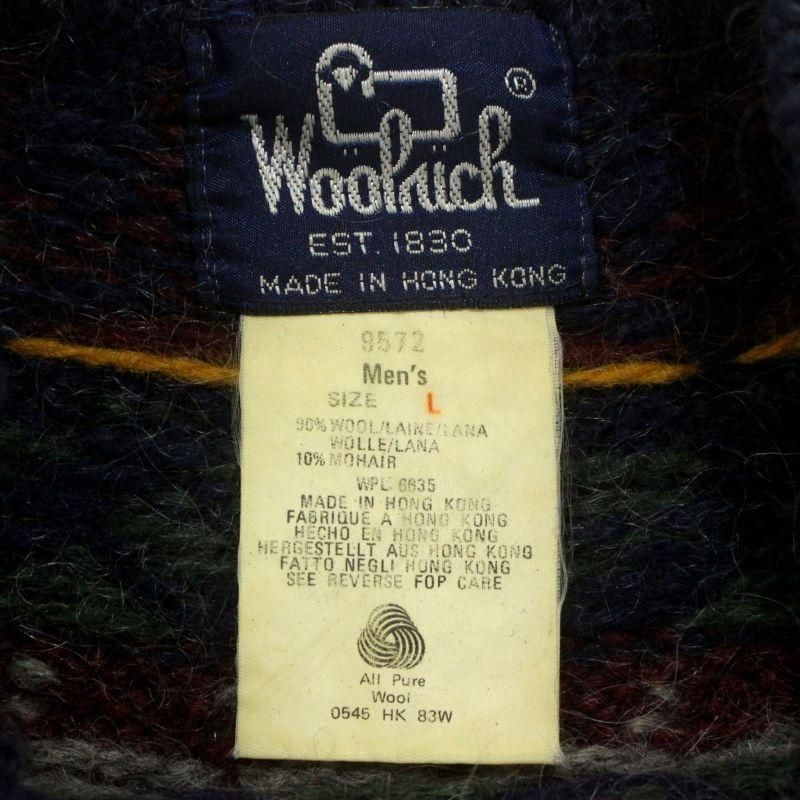 ®
Woolrich
EST. 1830
MADE IN HONG KONG
9572
Men's
SIZE L
90% WOOL/LAINE/LANA
WOLLE/LANA
10% MOHAIR
WPL 6635
MADE IN HONG KONG
FABRIQUE A HONG KONG
HECHO EN HONG KONG
HERGESTELLT AUS HONG KONG
FATTO NEGLI HONG KONG
SEE REVERSE FOP CARE
All Pure
Wool
0545 HK 83W